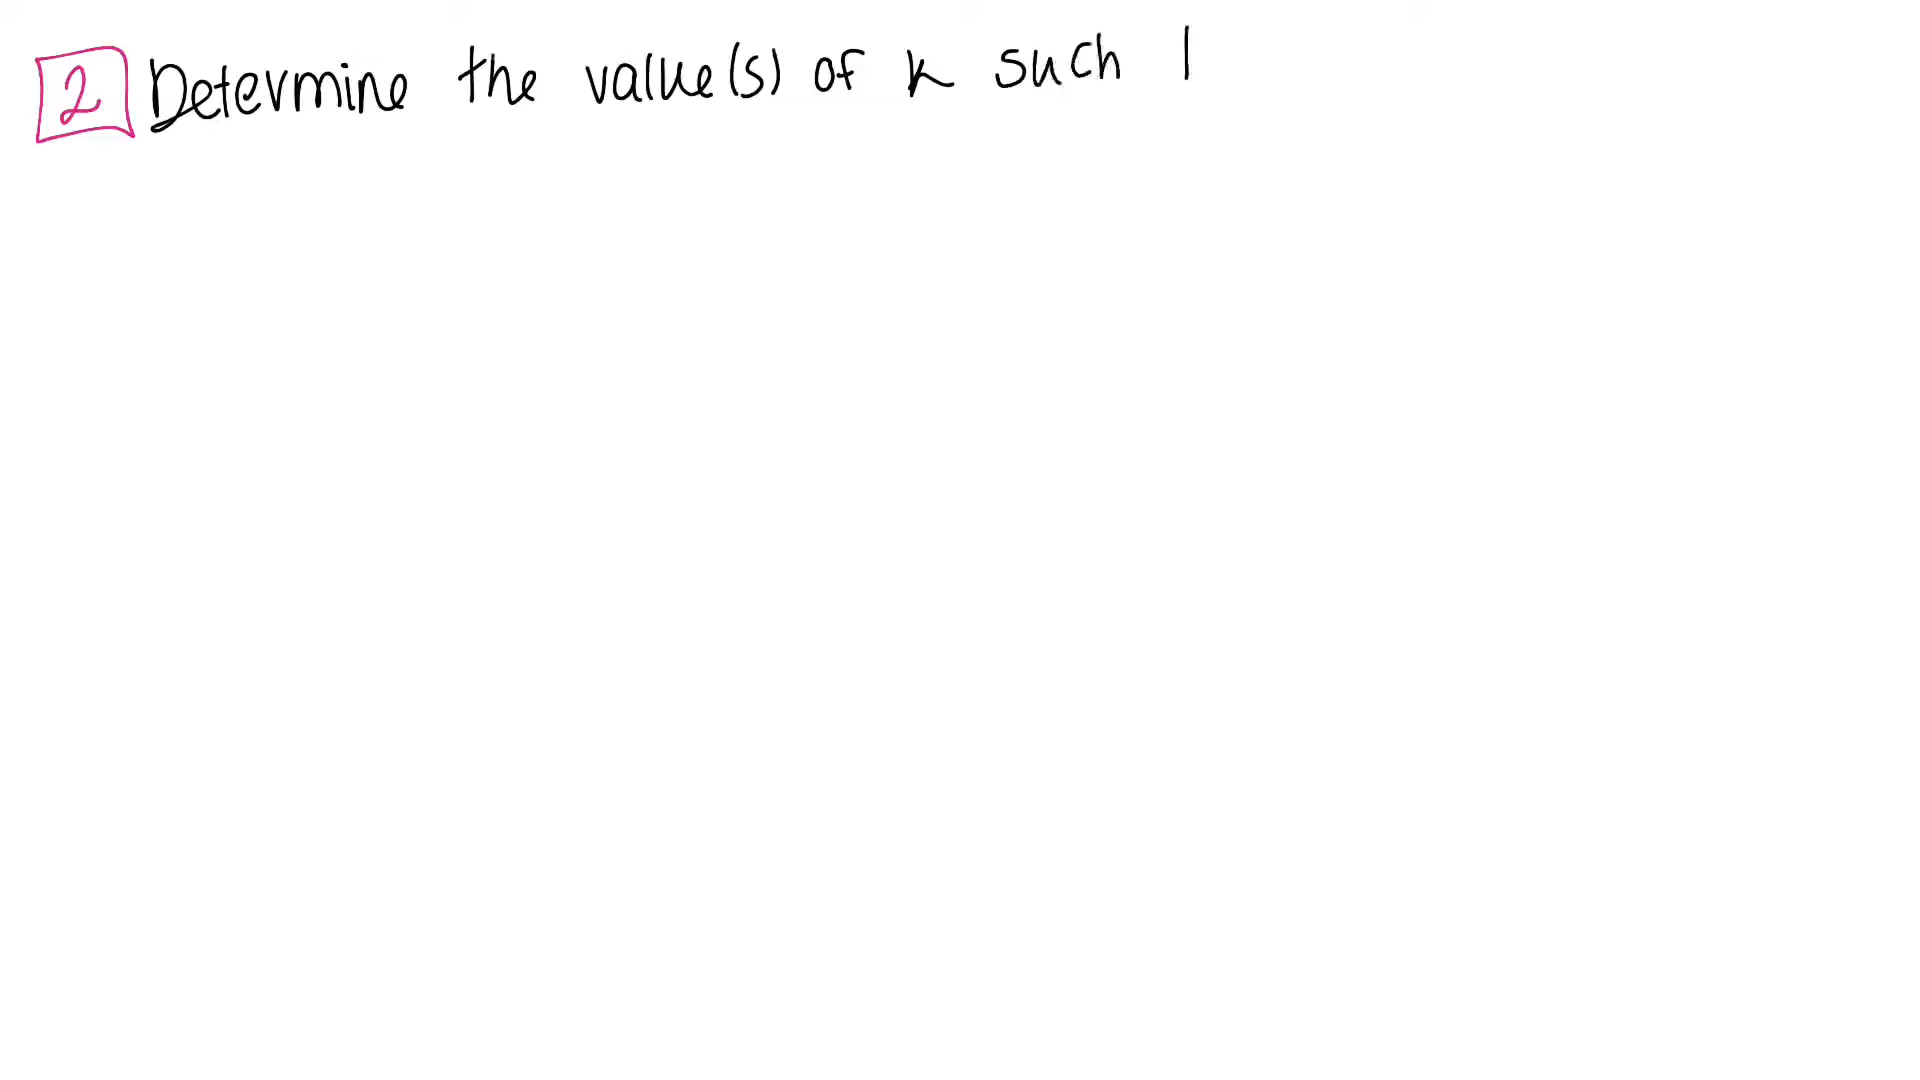 2 Determine the value(s) of k such